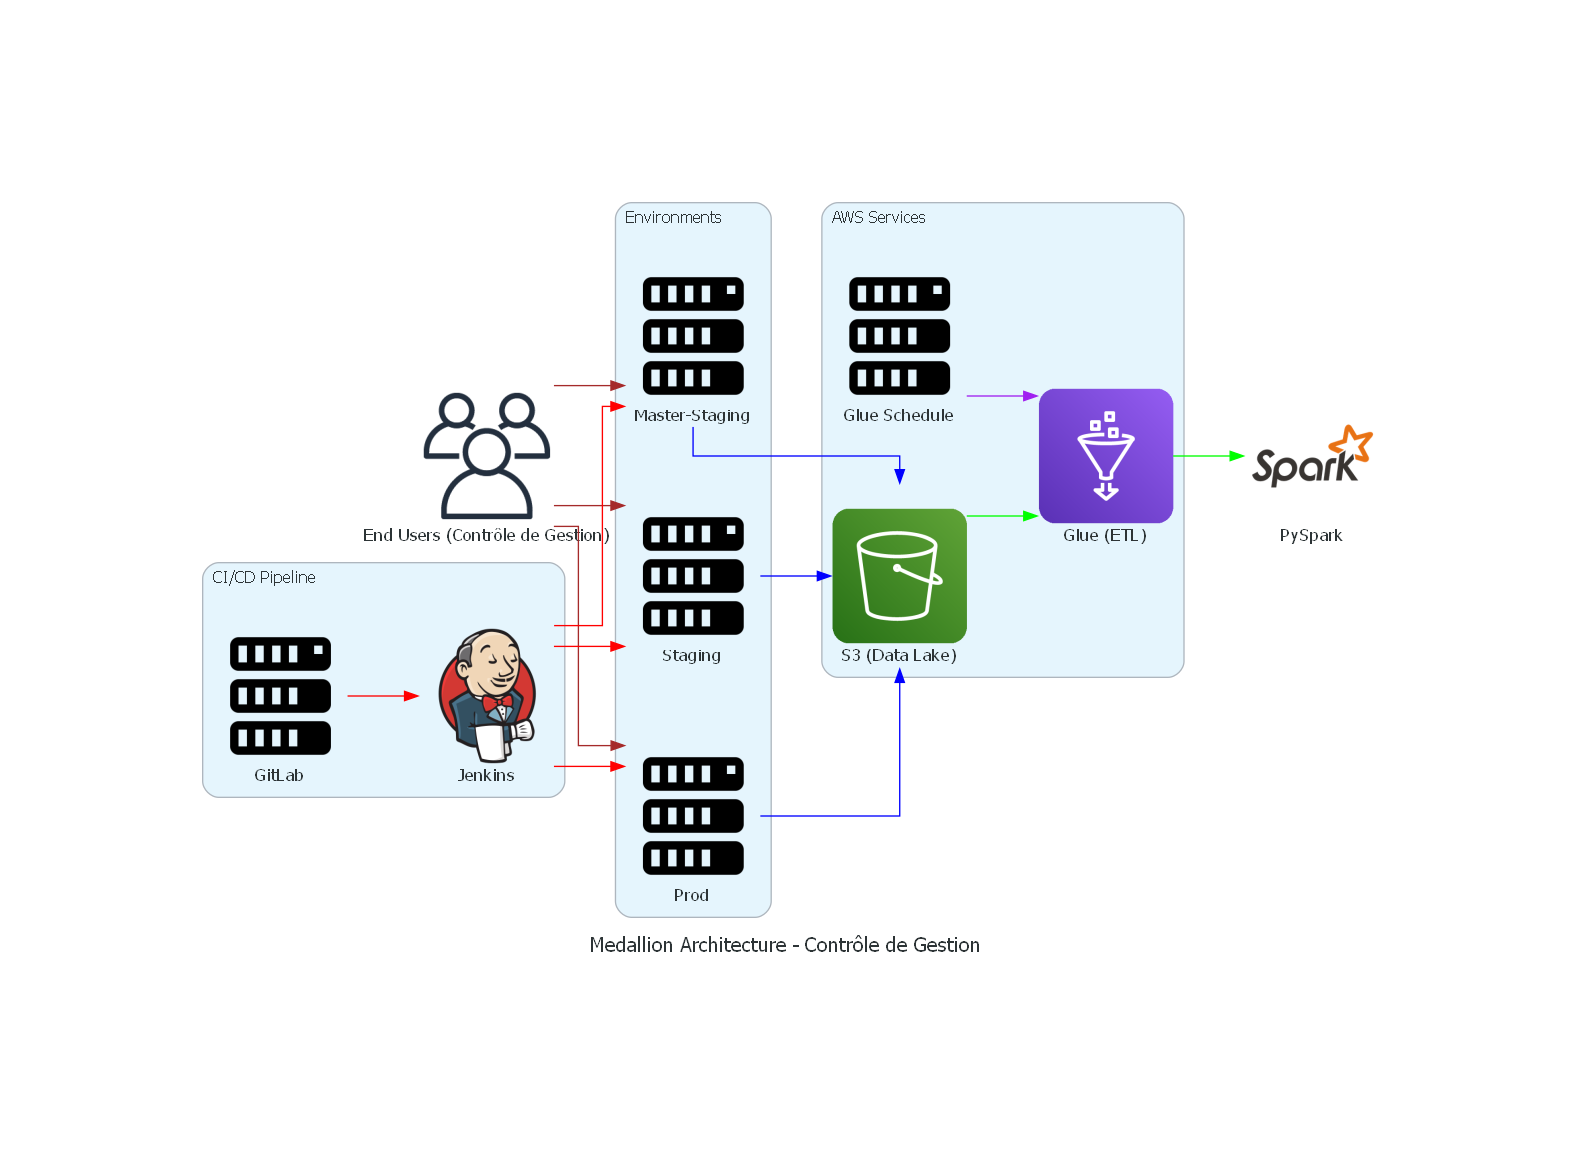 Environments
AWS Services
Master-Staging
Glue Schedule
Spark
End Users (Contrôle de Gestion)
Glue (ETL)
PySpark
CI/CD Pipeline
Staging
S3 (Data Lake)
GitLab
Jenkins
Prod
Medallion Architecture - Contrôle de Gestion